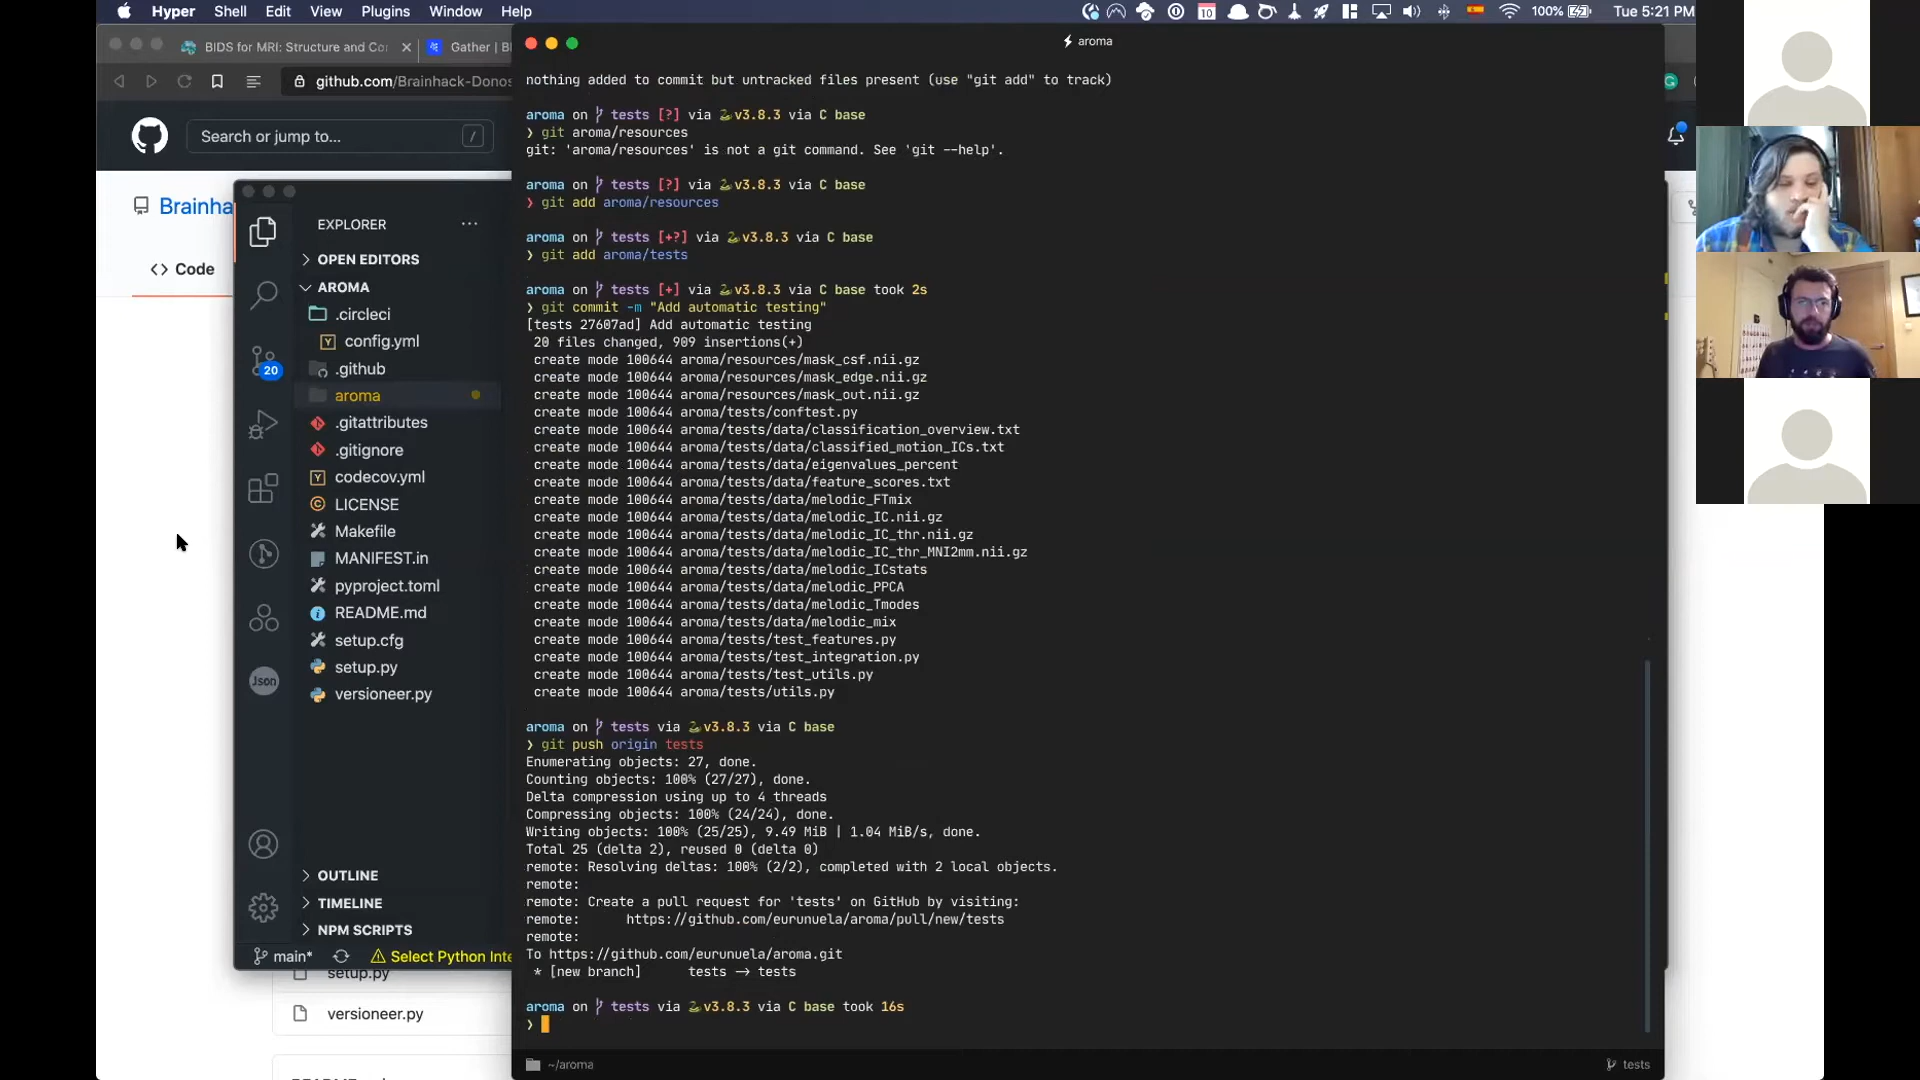 Hyper Shell Edit View Plugins Window Help
10
100%
Tue 5:21 PM
BIDS for MRI: Structure and Co
Gather | B
github.com/Brainhack-Donos
Search or jump to...
/
Brainha
Code
aroma
nothing added to commit but untracked files present (use "git add" to track)
aroma on tests [?] via v3.8.3 via C base
❯ git aroma/resources
git: 'aroma/resources' is not a git command. See 'git --help'.
aroma on tests [?] via v3.8.3 via C base
❯ git add aroma/resources
aroma on tests [+?] via v3.8.3 via C base
❯ git add aroma/tests
aroma on tests [+] via v3.8.3 via C base took 2s
❯ git commit -m "Add automatic testing"
[tests 27607ad] Add automatic testing
20 files changed, 909 insertions(+)
create mode 100644 aroma/resources/mask_csf.nii.gz
create mode 100644 aroma/resources/mask_edge.nii.gz
create mode 100644 aroma/resources/mask_out.nii.gz
create mode 100644 aroma/tests/conftest.py
create mode 100644 aroma/tests/data/classification_overview.txt
create mode 100644 aroma/tests/data/classified_motion_ICs.txt
create mode 100644 aroma/tests/data/eigenvalues_percent
create mode 100644 aroma/tests/data/feature_scores.txt
create mode 100644 aroma/tests/data/melodic_FTmix
create mode 100644 aroma/tests/data/melodic_IC.nii.gz
create mode 100644 aroma/tests/data/melodic_IC_thr.nii.gz
create mode 100644 aroma/tests/data/melodic_IC_thr_MNI2mm.nii.gz
create mode 100644 aroma/tests/data/melodic_ICstats
create mode 100644 aroma/tests/data/melodic_PPCA
create mode 100644 aroma/tests/data/melodic_Tmodes
create mode 100644 aroma/tests/data/melodic_mix
create mode 100644 aroma/tests/test_features.py
create mode 100644 aroma/tests/test_integration.py
create mode 100644 aroma/tests/test_utils.py
create mode 100644 aroma/tests/utils.py
aroma on tests via v3.8.3 via C base
❯ git push origin tests
Enumerating objects: 27, done.
Counting objects: 100% (27/27), done.
Delta compression using up to 4 threads
Compressing objects: 100% (24/24), done.
Writing objects: 100% (25/25), 9.49 MiB | 1.04 MiB/s, done.
Total 25 (delta 2), reused 0 (delta 0)
remote: Resolving deltas: 100% (2/2), completed with 2 local objects.
remote:
remote: Create a pull request for 'tests' on GitHub by visiting:
remote: https://github.com/eurunuela/aroma/pull/new/tests
remote:
To https://github.com/eurunuela/aroma.git
* [new branch] tests -> tests
aroma on tests via v3.8.3 via C base took 16s
❯
~/aroma
tests
EXPLORER
OPEN EDITORS
AROMA
.circleci
config.yml
.github
aroma
.gitattributes
.gitignore
codecov.yml
LICENSE
Makefile
MANIFEST.in
pyproject.toml
README.md
setup.cfg
setup.py
versioneer.py
20
Json
OUTLINE
TIMELINE
NPM SCRIPTS
main*
Select Python Inte
setup.py
versioneer.py